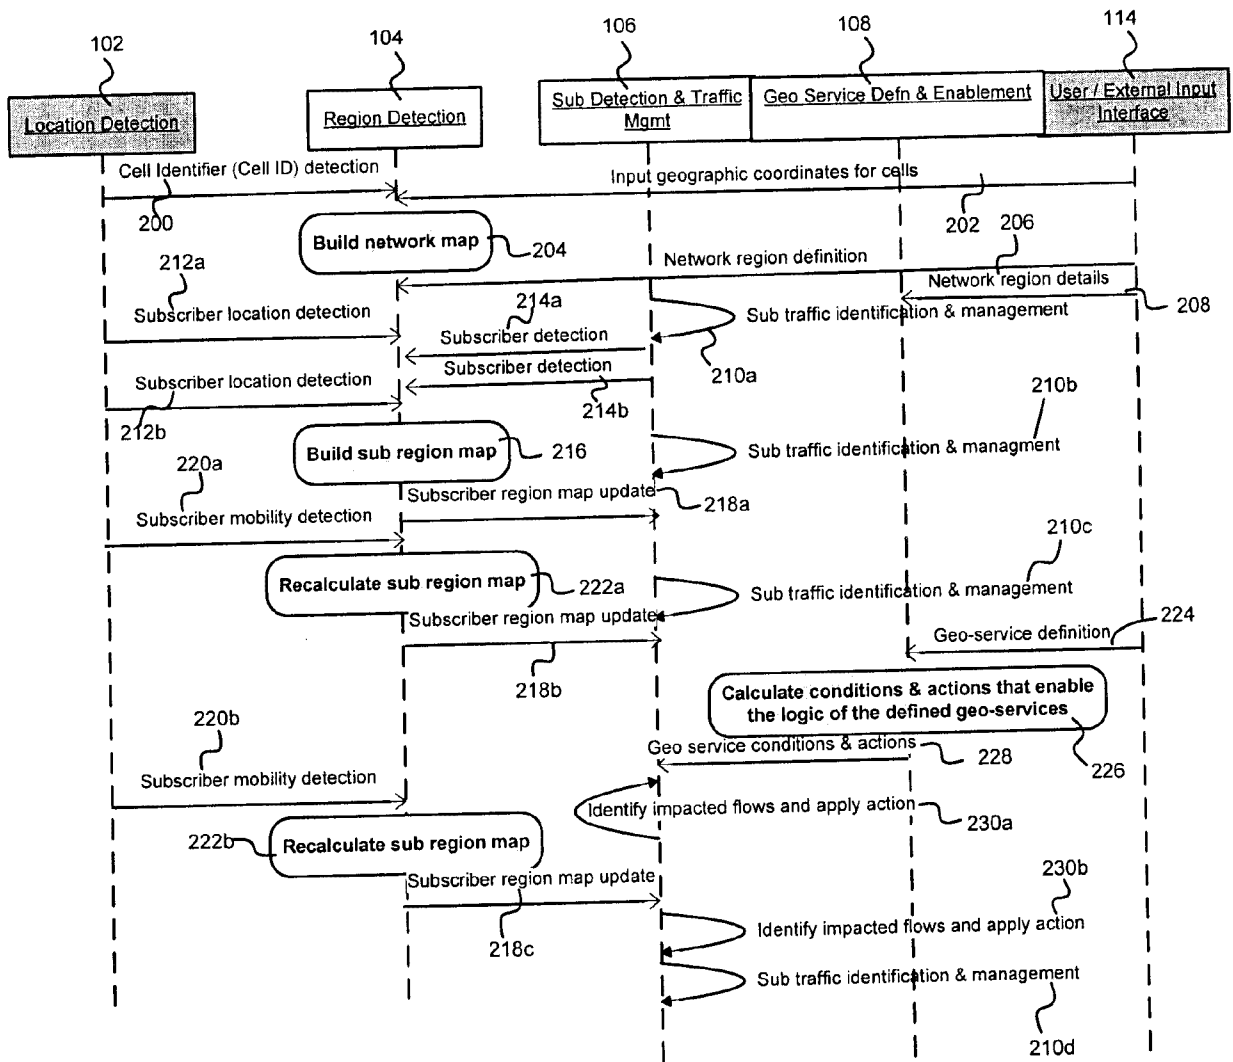 102
104
106
108
114
Location Detection
Region Detection
Sub Detection & Traffic
Mgmt
Geo Service Defn & Enablement
User / External Input
Interface
Cell Identifier (Cell ID) detection
200
Input geographic coordinates for cells
202
Build network map
204
206
Network region definition
Network region details
208
212a
Subscriber location detection
214a
Sub traffic identification & management
Subscriber detection
210a
Subscriber detection
214b
Subscriber location detection
212b
210b
Build sub region map
216
Sub traffic identification & managment
220a
Subscriber region map update
218a
Subscriber mobility detection
210c
Recalculate sub region map
222a
Sub traffic identification & management
Subscriber region map update
218b
Geo-service definition
224
Calculate conditions & actions that enable
the logic of the defined geo-services
226
220b
Geo service conditions & actions
228
Subscriber mobility detection
Identify impacted flows and apply action
230a
222b
Recalculate sub region map
Subscriber region map update
218c
230b
Identify impacted flows and apply action
Sub traffic identification & management
210d